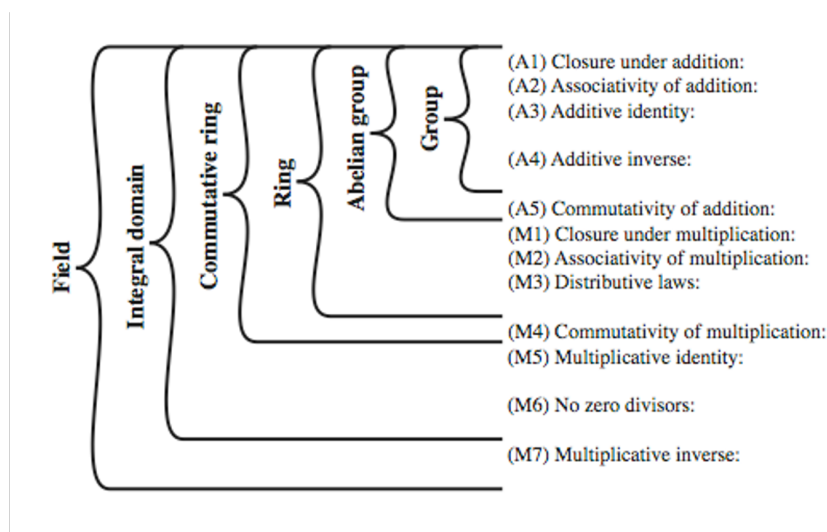 Field
Integral domain
Commutative ring
Ring
Abelian group
Group
(A1) Closure under addition:
(A2) Associativity of addition:
(A3) Additive identity:
(A4) Additive inverse:
(A5) Commutativity of addition:
(M1) Closure under multiplication:
(M2) Associativity of multiplication:
(M3) Distributive laws:
(M4) Commutativity of multiplication:
(M5) Multiplicative identity:
(M6) No zero divisors:
(M7) Multiplicative inverse: